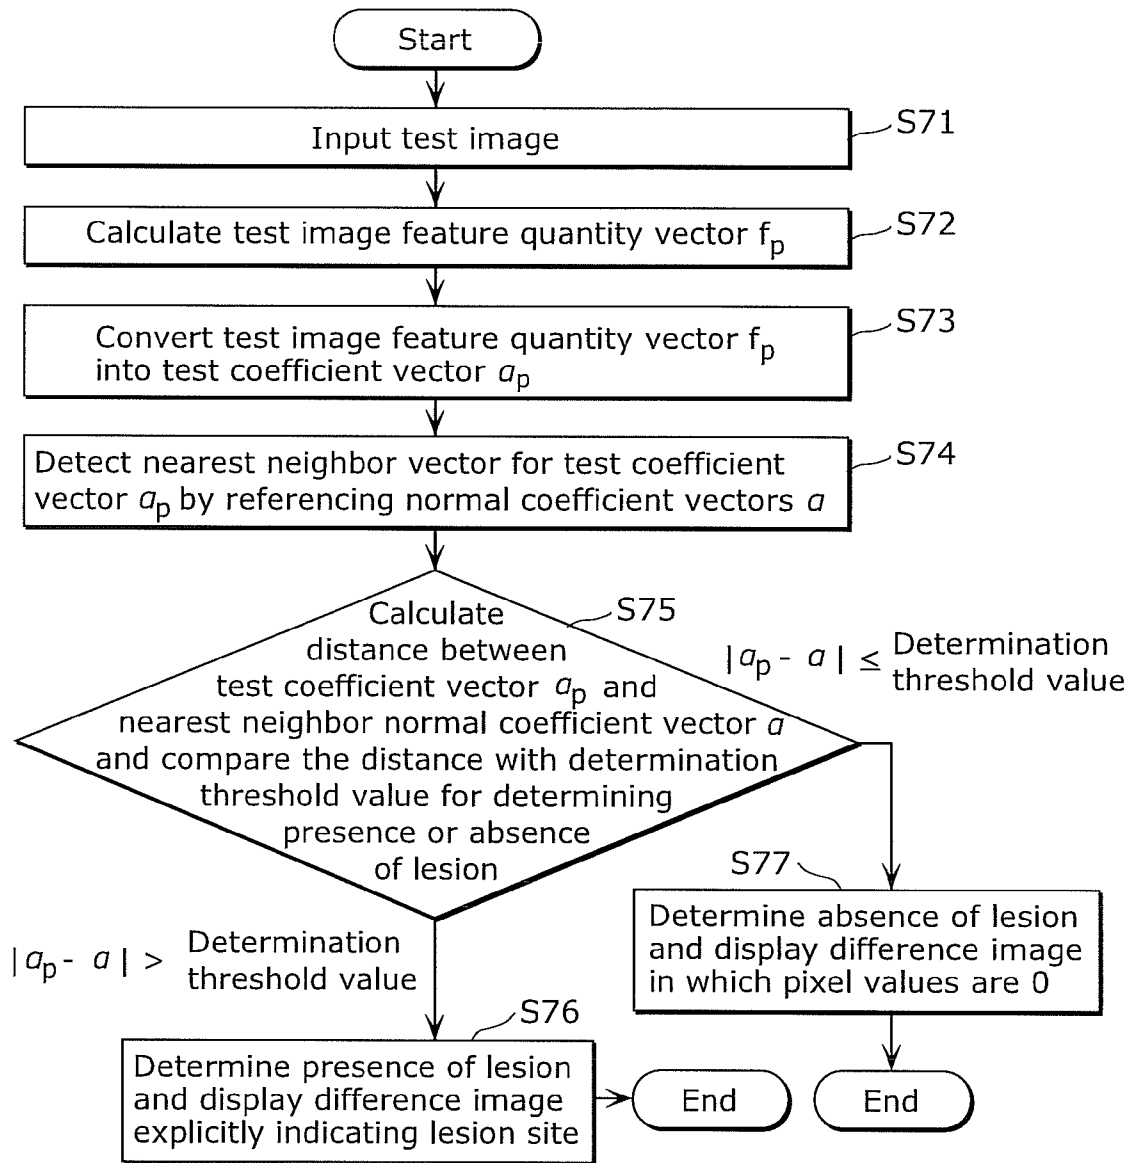 Start
Input test image
S71
Calculate test image feature quantity vector fp
S72
Convert test image feature quantity vector fp
into test coefficient vector ap
S73
Detect nearest neighbor vector for test coefficient
vector ap by referencing normal coefficient vectors a
S74
Calculate
distance between
test coefficient vector ap and
nearest neighbor normal coefficient vector a
and compare the distance with determination
threshold value for determining
presence or absence
of lesion
S75
|ap - a| ≤ Determination
threshold value
S77
Determine absence of lesion
and display difference image
in which pixel values are 0
|ap - a| > Determination
threshold value
S76
Determine presence of lesion
and display difference image
explicitly indicating lesion site
End
End